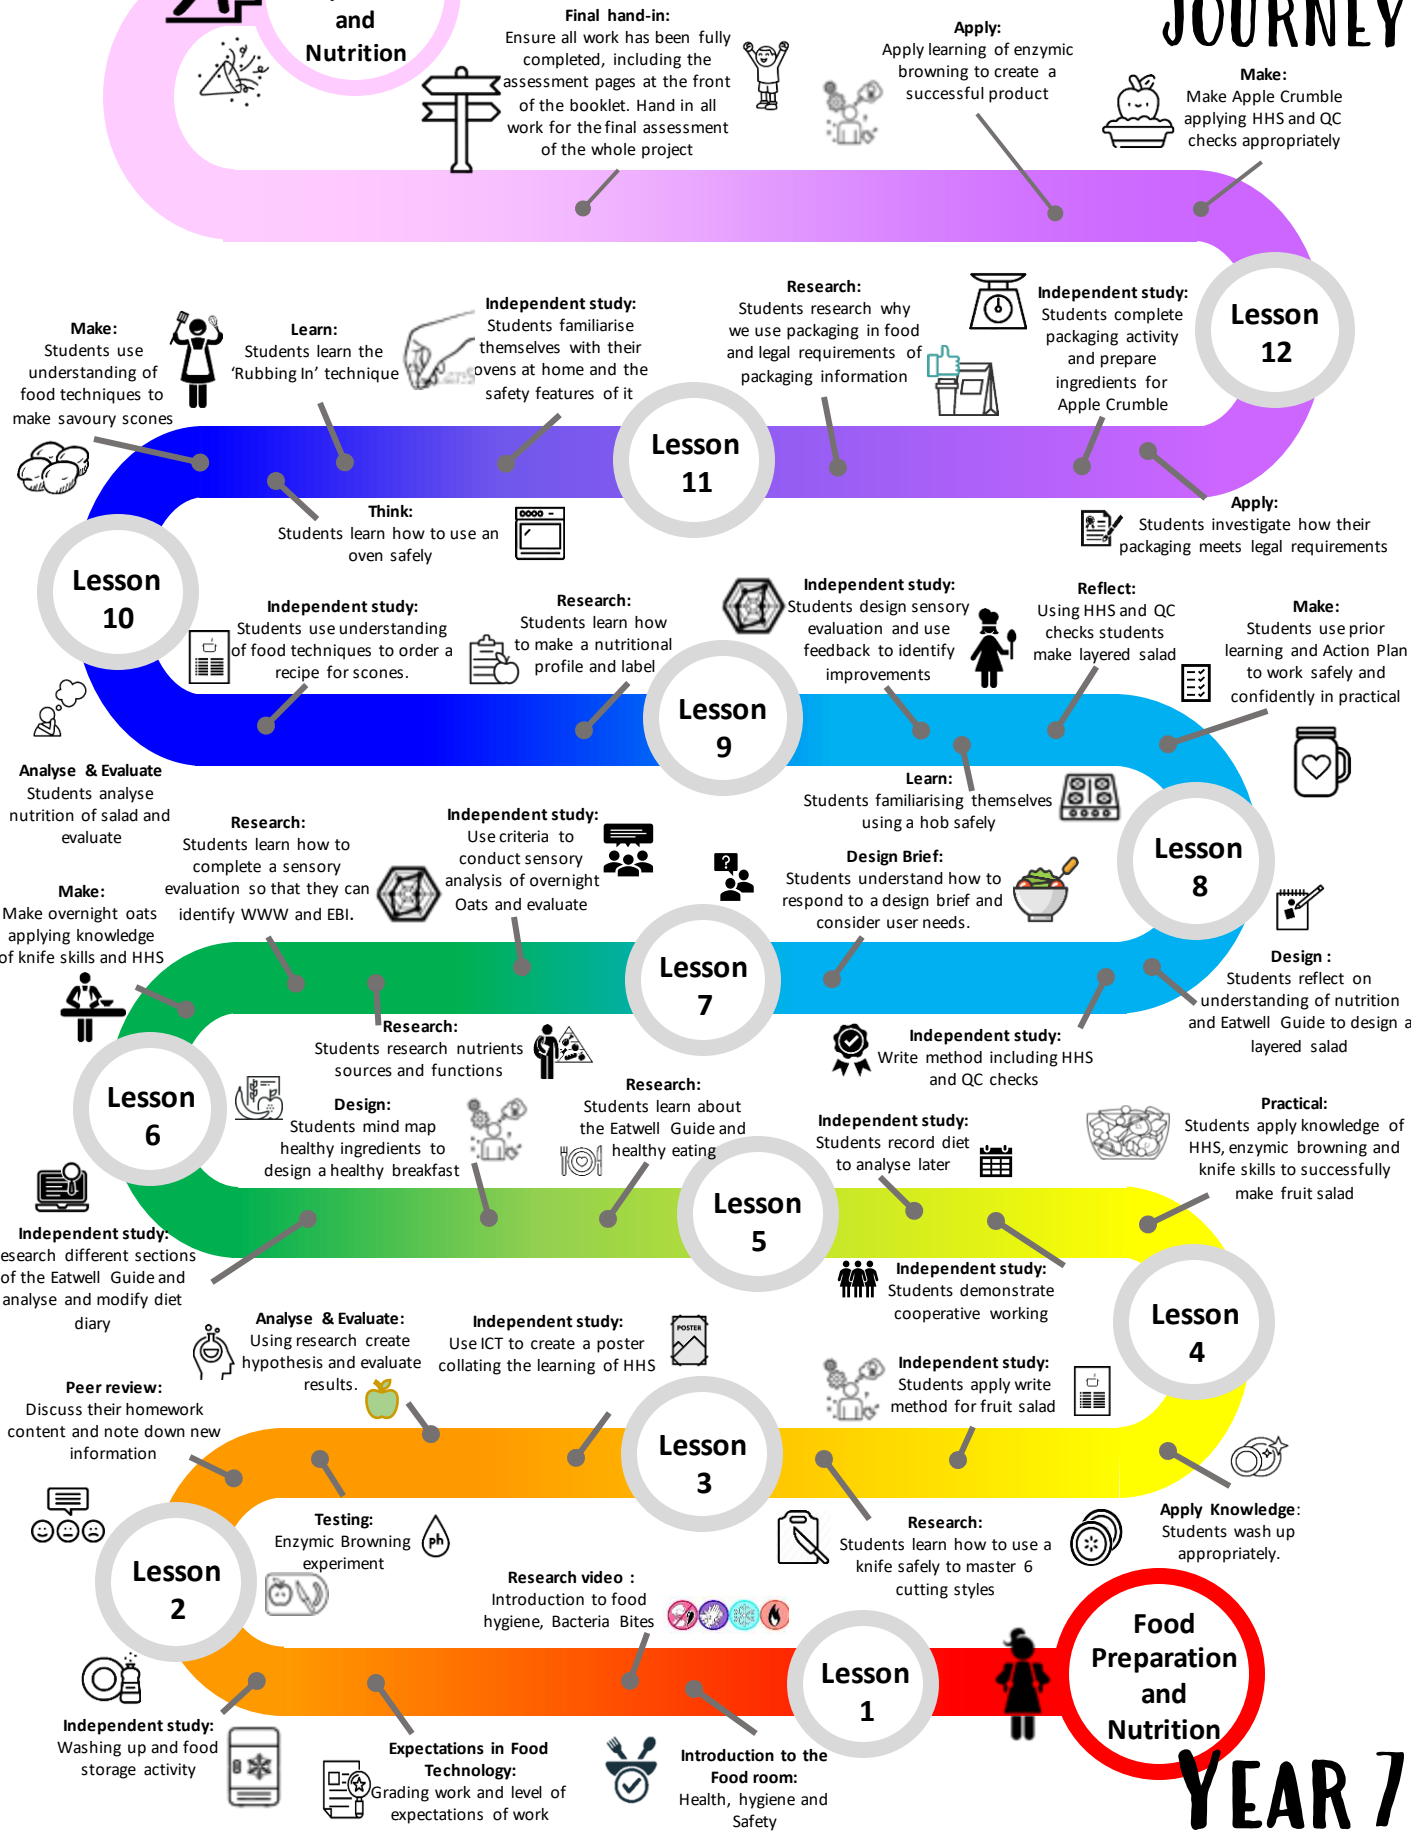 JOURNEY
and
Nutrition
Final hand-in:
Ensure all work has been fully
completed, including the
assessment pages at the front
of the booklet. Hand in all
work for the final assessment
of the whole project
Apply:
Apply learning of enzymic
browning to create a
successful product
Make:
Make Apple Crumble
applying HHS and QC
checks appropriately
Lesson
12
Make:
Students use
understanding of
food techniques to
make savoury scones
Learn:
Students learn the
‘Rubbing In’ technique
Independent study:
Students familiarise
themselves with their
ovens at home and the
safety features of it
Research:
Students research why
we use packaging in food
and legal requirements of
packaging information
Independent study:
Students complete
packaging activity
and prepare
ingredients for
Apple Crumble
Lesson
11
Think:
Students learn how to use an
oven safely
Apply:
Students investigate how their
packaging meets legal requirements
Lesson
10
Independent study:
Students use understanding
of food techniques to order a
recipe for scones.
Research:
Students learn how
to make a nutritional
profile and label
Independent study:
Students design sensory
evaluation and use
feedback to identify
improvements
Reflect:
Using HHS and QC
checks students
make layered salad
Make:
Students use prior
learning and Action Plan
to work safely and
confidently in practical
Lesson
9
Analyse & Evaluate
Students analyse
nutrition of salad and
evaluate
Learn:
Students familiarising themselves
using a hob safely
Research:
Students learn how to
complete a sensory
evaluation so that they can
identify WWW and EBI.
Independent study:
Use criteria to
conduct sensory
analysis of overnight
Oats and evaluate
Design Brief:
Students understand how to
respond to a design brief and
consider user needs.
Lesson
8
Make:
Make overnight oats
applying knowledge
of knife skills and HHS
Lesson
7
Design :
Students reflect on
understanding of nutrition
and Eatwell Guide to design a
layered salad
Research:
Students research nutrients
sources and functions
Independent study:
Write method including HHS
and QC checks
Lesson
6
Design:
Students mind map
healthy ingredients to
design a healthy breakfast
Research:
Students learn about
the Eatwell Guide and
healthy eating
Independent study:
Students record diet
to analyse later
Practical:
Students apply knowledge of
HHS, enzymic browning and
knife skills to successfully
make fruit salad
Lesson
5
Independent study:
esearch different sections
of the Eatwell Guide and
analyse and modify diet
diary
Independent study:
Students demonstrate
cooperative working
Lesson
4
Analyse & Evaluate:
Using research create
hypothesis and evaluate
results.
Independent study:
Use ICT to create a poster
collating the learning of HHS
POSTER
Independent study:
Students apply write
method for fruit salad
Peer review:
Discuss their homework
content and note down new
information
Lesson
3
Testing:
Enzymic Browning
experiment
ph
Research:
Students learn how to use a
knife safely to master 6
cutting styles
Apply Knowledge:
Students wash up
appropriately.
Lesson
2
Research video :
Introduction to food
hygiene, Bacteria Bites
Lesson
1
Food
Preparation
and
Nutrition
Independent study:
Washing up and food
storage activity
Expectations in Food
Technology:
Grading work and level of
expectations of work
Introduction to the
Food room:
Health, hygiene and
Safety
YEAR 7